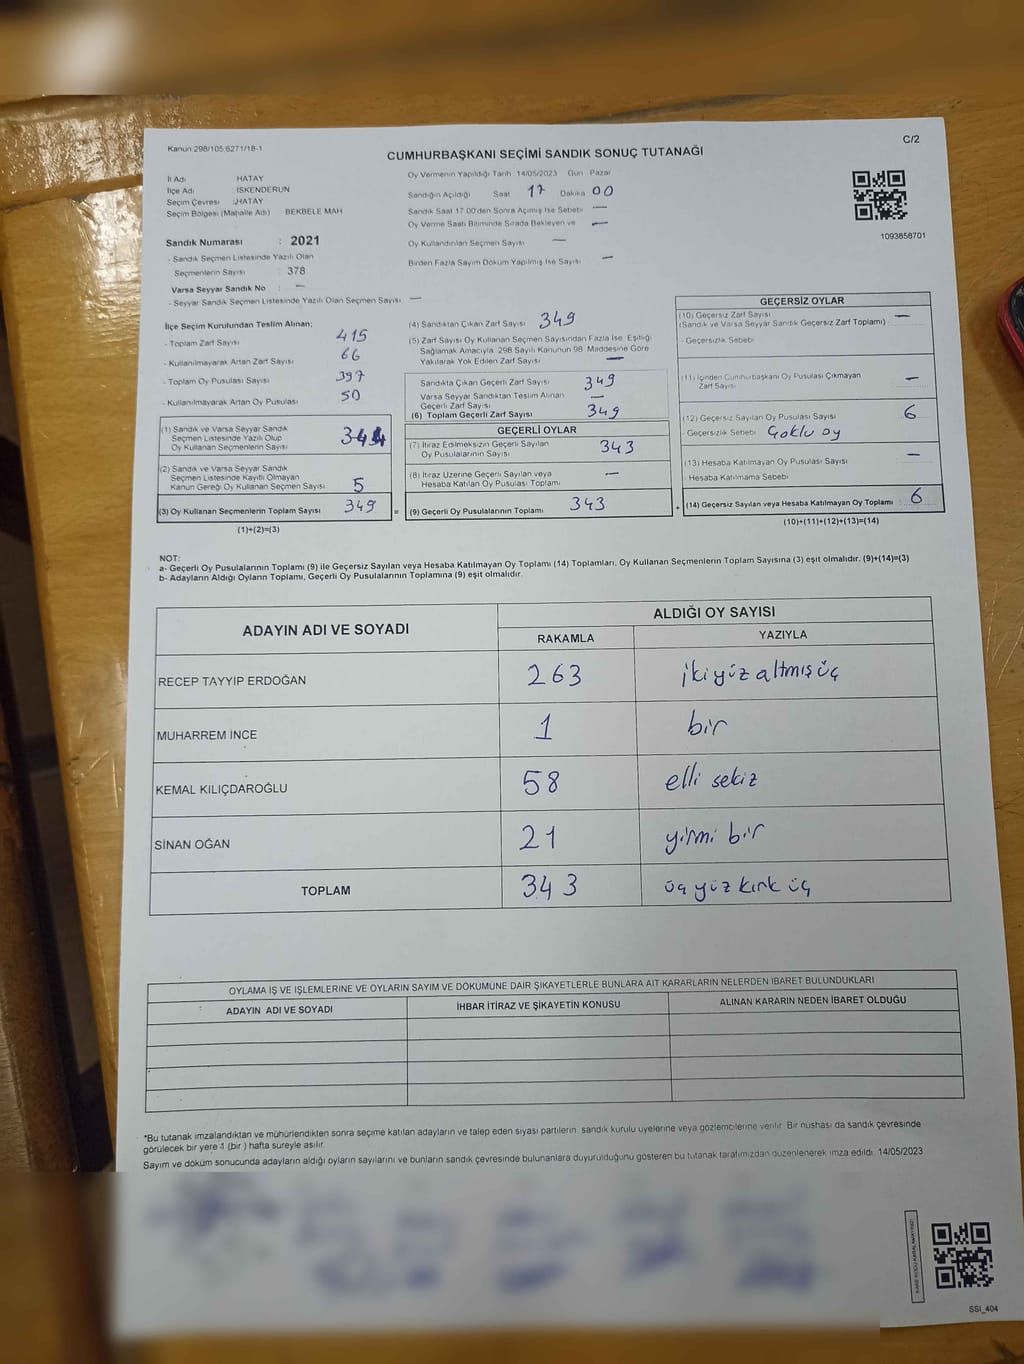 Kanun:298/105.6271/18-1
C/2
CUMHURBAŞKANI SEÇİMİ SANDIK SONUÇ TUTANAĞI
İl Adı HATAY
İlçe Adı İSKENDERUN
Seçim Çevresi :HATAY
Seçim Bölgesi (Mahalle Adı) BEKBELE MAH
Sandık Numarası : 2021
- Sandık Seçmen Listesinde Yazılı Olan
Seçmenlerin Sayısı : 378
Varsa Seyyar Sandık No : —
- Seyyar Sandık Seçmen Listesinde Yazılı Olan Seçmen Sayısı : —
Oy Vermenin Yapıldığı Tarih : 14/05/2023 Gün : Pazar
Sandığın Açıldığı Saat 17 Dakika 00
Sandık Saat 17:00'den Sonra Açılmış İse Sebebi —
Oy Verme Saati Bitiminde Sırada Bekleyen ve —
Oy Kullandırılan Seçmen Sayısı —
Birden Fazla Sayım Döküm Yapılmış İse Sayısı —
1093858701
İlçe Seçim Kurulundan Teslim Alınan;
- Toplam Zarf Sayısı 415
- Kullanılmayarak Artan Zarf Sayısı 66
- Toplam Oy Pusulası Sayısı 397
- Kullanılmayarak Artan Oy Pusulası 50
(1) Sandık ve Varsa Seyyar Sandık
Seçmen Listesinde Yazılı Olup
Oy Kullanan Seçmenlerin Sayısı 344
(2) Sandık ve Varsa Seyyar Sandık
Seçmen Listesinde Kayıtlı Olmayan
Kanun Gereği Oy Kullanan Seçmen Sayısı 5
(3) Oy Kullanan Seçmenlerin Toplam Sayısı 349
(1)+(2)=(3)
(4) Sandıktan Çıkan Zarf Sayısı 349
(5) Zarf Sayısı Oy Kullanan Seçmen Sayısından Fazla İse, Eşitliği
Sağlamak Amacıyla 298 Sayılı Kanunun 98. Maddesine Göre
Yakılarak Yok Edilen Zarf Sayısı —
Sandıkta Çıkan Geçerli Zarf Sayısı 349
Varsa Seyyar Sandıktan Teslim Alınan
Geçerli Zarf Sayısı —
(6) Toplam Geçerli Zarf Sayısı 349
GEÇERLİ OYLAR
(7) İtiraz Edilmeksizin Geçerli Sayılan
Oy Pusulalarının Sayısı 343
(8) İtiraz Üzerine Geçerli Sayılan veya
Hesaba Katılan Oy Pusulası Toplamı —
= (9) Geçerli Oy Pusulalarının Toplamı 343
GEÇERSİZ OYLAR
(10) Geçersiz Zarf Sayısı —
(Sandık ve Varsa Seyyar Sandık Geçersiz Zarf Toplamı)
- Geçersizlik Sebebi
(11) İçinden Cumhurbaşkanı Oy Pusulası Çıkmayan
Zarf Sayısı —
(12) Geçersiz Sayılan Oy Pusulası Sayısı 6
- Geçersizlik Sebebi Çoklu oy
(13) Hesaba Katılmayan Oy Pusulası Sayısı —
Hesaba Katılmama Sebebi
+ (14) Geçersiz Sayılan veya Hesaba Katılmayan Oy Toplamı 6
(10)+(11)+(12)+(13)=(14)
NOT:
a- Geçerli Oy Pusulalarının Toplamı (9) ile Geçersiz Sayılan veya Hesaba Katılmayan Oy Toplamı (14) Toplamları, Oy Kullanan Seçmenlerin Toplam Sayısına (3) eşit olmalıdır. (9)+(14)=(3)
b- Adayların Aldığı Oyların Toplamı, Geçerli Oy Pusulalarının Toplamına (9) eşit olmalıdır.
ADAYIN ADI VE SOYADI
ALDIĞI OY SAYISI
RAKAMLA YAZIYLA
RECEP TAYYİP ERDOĞAN 263 ikiyüz altmış üç
MUHARREM İNCE 1 bir
KEMAL KILIÇDAROĞLU 58 elli sekiz
SİNAN OĞAN 21 yirmi bir
TOPLAM 343 üç yüz kırk üç
OYLAMA İŞ VE İŞLEMLERİNE VE OYLARIN SAYIM VE DÖKÜMÜNE DAİR ŞİKAYETLERLE BUNLARA AİT KARARLARIN NELERDEN İBARET BULUNDUKLARI
ADAYIN ADI VE SOYADI İHBAR İTİRAZ VE ŞİKAYETİN KONUSU ALINAN KARARIN NEDEN İBARET OLDUĞU
*Bu tutanak imzalandıktan ve mühürlendikten sonra seçime katılan adayların ve talep eden siyasi partilerin sandık kurulu üyelerine veya gözlemcilerine verilir. Bir nüshası da sandık çevresinde
görülecek bir yere 1 (bir ) hafta süreyle asılır.
Sayım ve döküm sonucunda adayların aldığı oyların sayılarını ve bunların sandık çevresinde bulunanlara duyurulduğunu gösteren bu tutanak tarafımızdan düzenlenerek imza edildi. 14/05/2023
KARE KODU KARALAMAYINIZ!
SSI_404